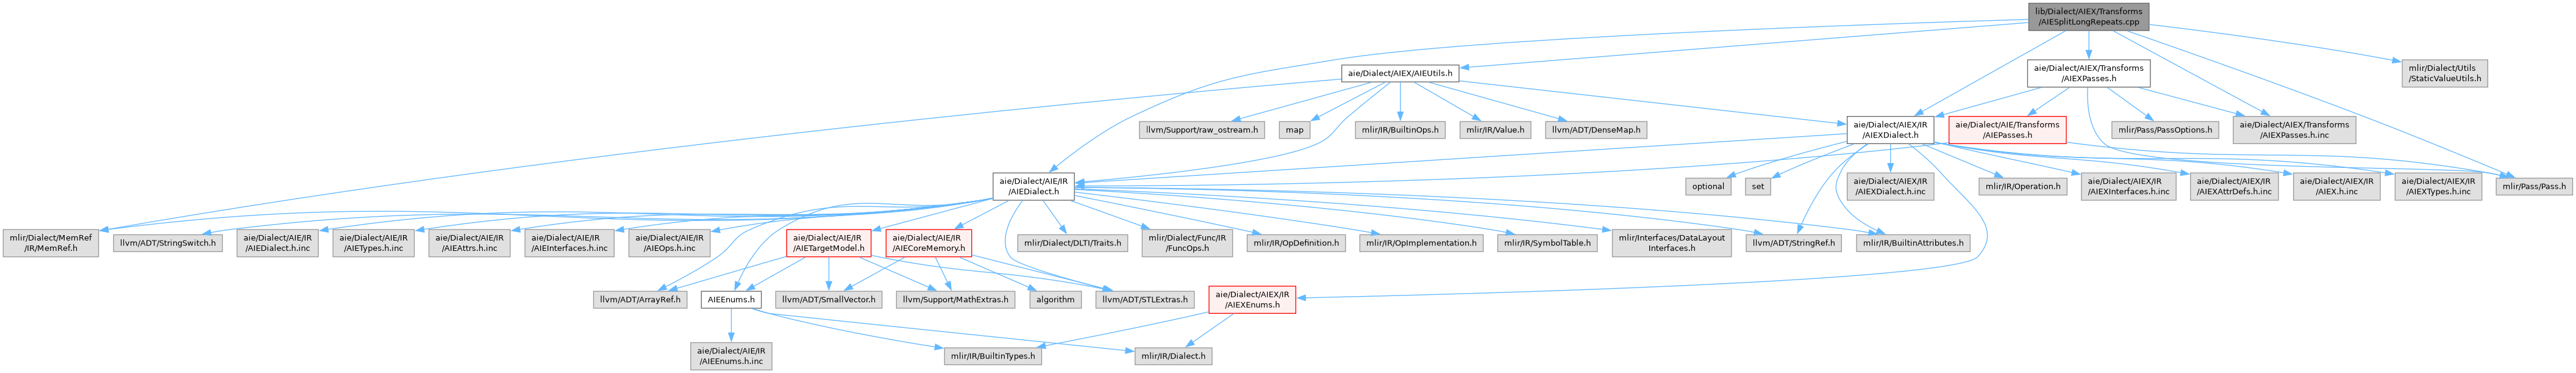 lib/Dialect/AIEX/Transforms
/AIESplitLongRepeats.cpp
aie/Dialect/AIEX/AIEUtils.h
aie/Dialect/AIEX/Transforms
/AIEXPasses.h
mlir/Dialect/Utils
/StaticValueUtils.h
llvm/Support/raw_ostream.h
map
mlir/IR/BuiltinOps.h
mlir/IR/Value.h
llvm/ADT/DenseMap.h
aie/Dialect/AIEX/IR
/AIEXDialect.h
aie/Dialect/AIE/Transforms
/AIEPasses.h
mlir/Pass/PassOptions.h
aie/Dialect/AIEX/Transforms
/AIEXPasses.h.inc
aie/Dialect/AIE/IR
/AIEDialect.h
optional
set
aie/Dialect/AIEX/IR
/AIEXDialect.h.inc
mlir/IR/Operation.h
aie/Dialect/AIEX/IR
/AIEXInterfaces.h.inc
aie/Dialect/AIEX/IR
/AIEXAttrDefs.h.inc
aie/Dialect/AIEX/IR
/AIEX.h.inc
aie/Dialect/AIEX/IR
/AIEXTypes.h.inc
mlir/Pass/Pass.h
mlir/Dialect/MemRef
/IR/MemRef.h
llvm/ADT/StringSwitch.h
aie/Dialect/AIE/IR
/AIEDialect.h.inc
aie/Dialect/AIE/IR
/AIETypes.h.inc
aie/Dialect/AIE/IR
/AIEAttrs.h.inc
aie/Dialect/AIE/IR
/AIEInterfaces.h.inc
aie/Dialect/AIE/IR
/AIEOps.h.inc
aie/Dialect/AIE/IR
/AIETargetModel.h
aie/Dialect/AIE/IR
/AIECoreMemory.h
mlir/Dialect/DLTI/Traits.h
mlir/Dialect/Func/IR
/FuncOps.h
mlir/IR/OpDefinition.h
mlir/IR/OpImplementation.h
mlir/IR/SymbolTable.h
mlir/Interfaces/DataLayout
Interfaces.h
llvm/ADT/StringRef.h
mlir/IR/BuiltinAttributes.h
llvm/ADT/ArrayRef.h
AIEEnums.h
llvm/ADT/SmallVector.h
llvm/Support/MathExtras.h
algorithm
llvm/ADT/STLExtras.h
aie/Dialect/AIEX/IR
/AIEXEnums.h
aie/Dialect/AIE/IR
/AIEEnums.h.inc
mlir/IR/BuiltinTypes.h
mlir/IR/Dialect.h